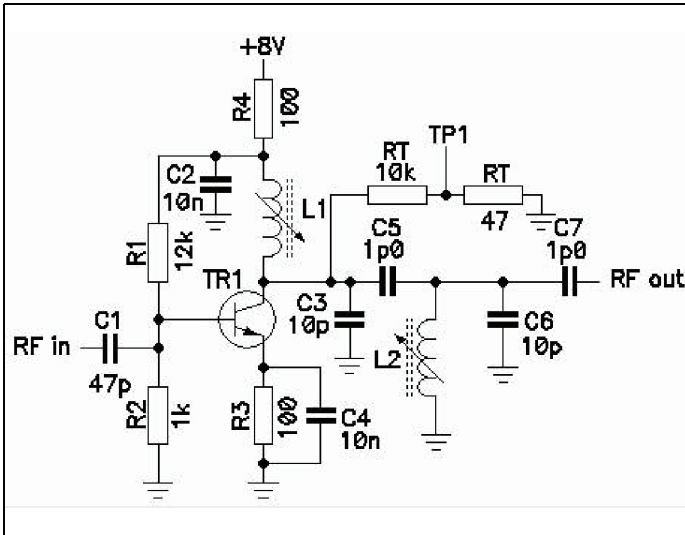 +8V
R4
100
TP1
RT
10k
RT
47
C2
10n
L1
R1
12k
C5
1p0
C7
1p0
RF out
TR1
C3
10p
C6
10p
L2
C1
RF in
47p
R2
1k
R3
100
C4
10n